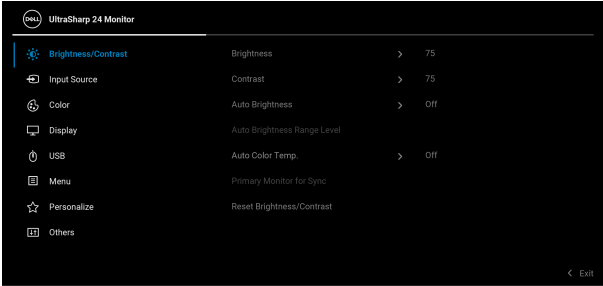 DELL UltraSharp 24 Monitor
Brightness/Contrast Brightness 75
Input Source Contrast 75
Color Auto Brightness Off
Display Auto Brightness Range Level
USB Auto Color Temp. Off
Menu Primary Monitor for Sync
Personalize Reset Brightness/Contrast
Others
Exit